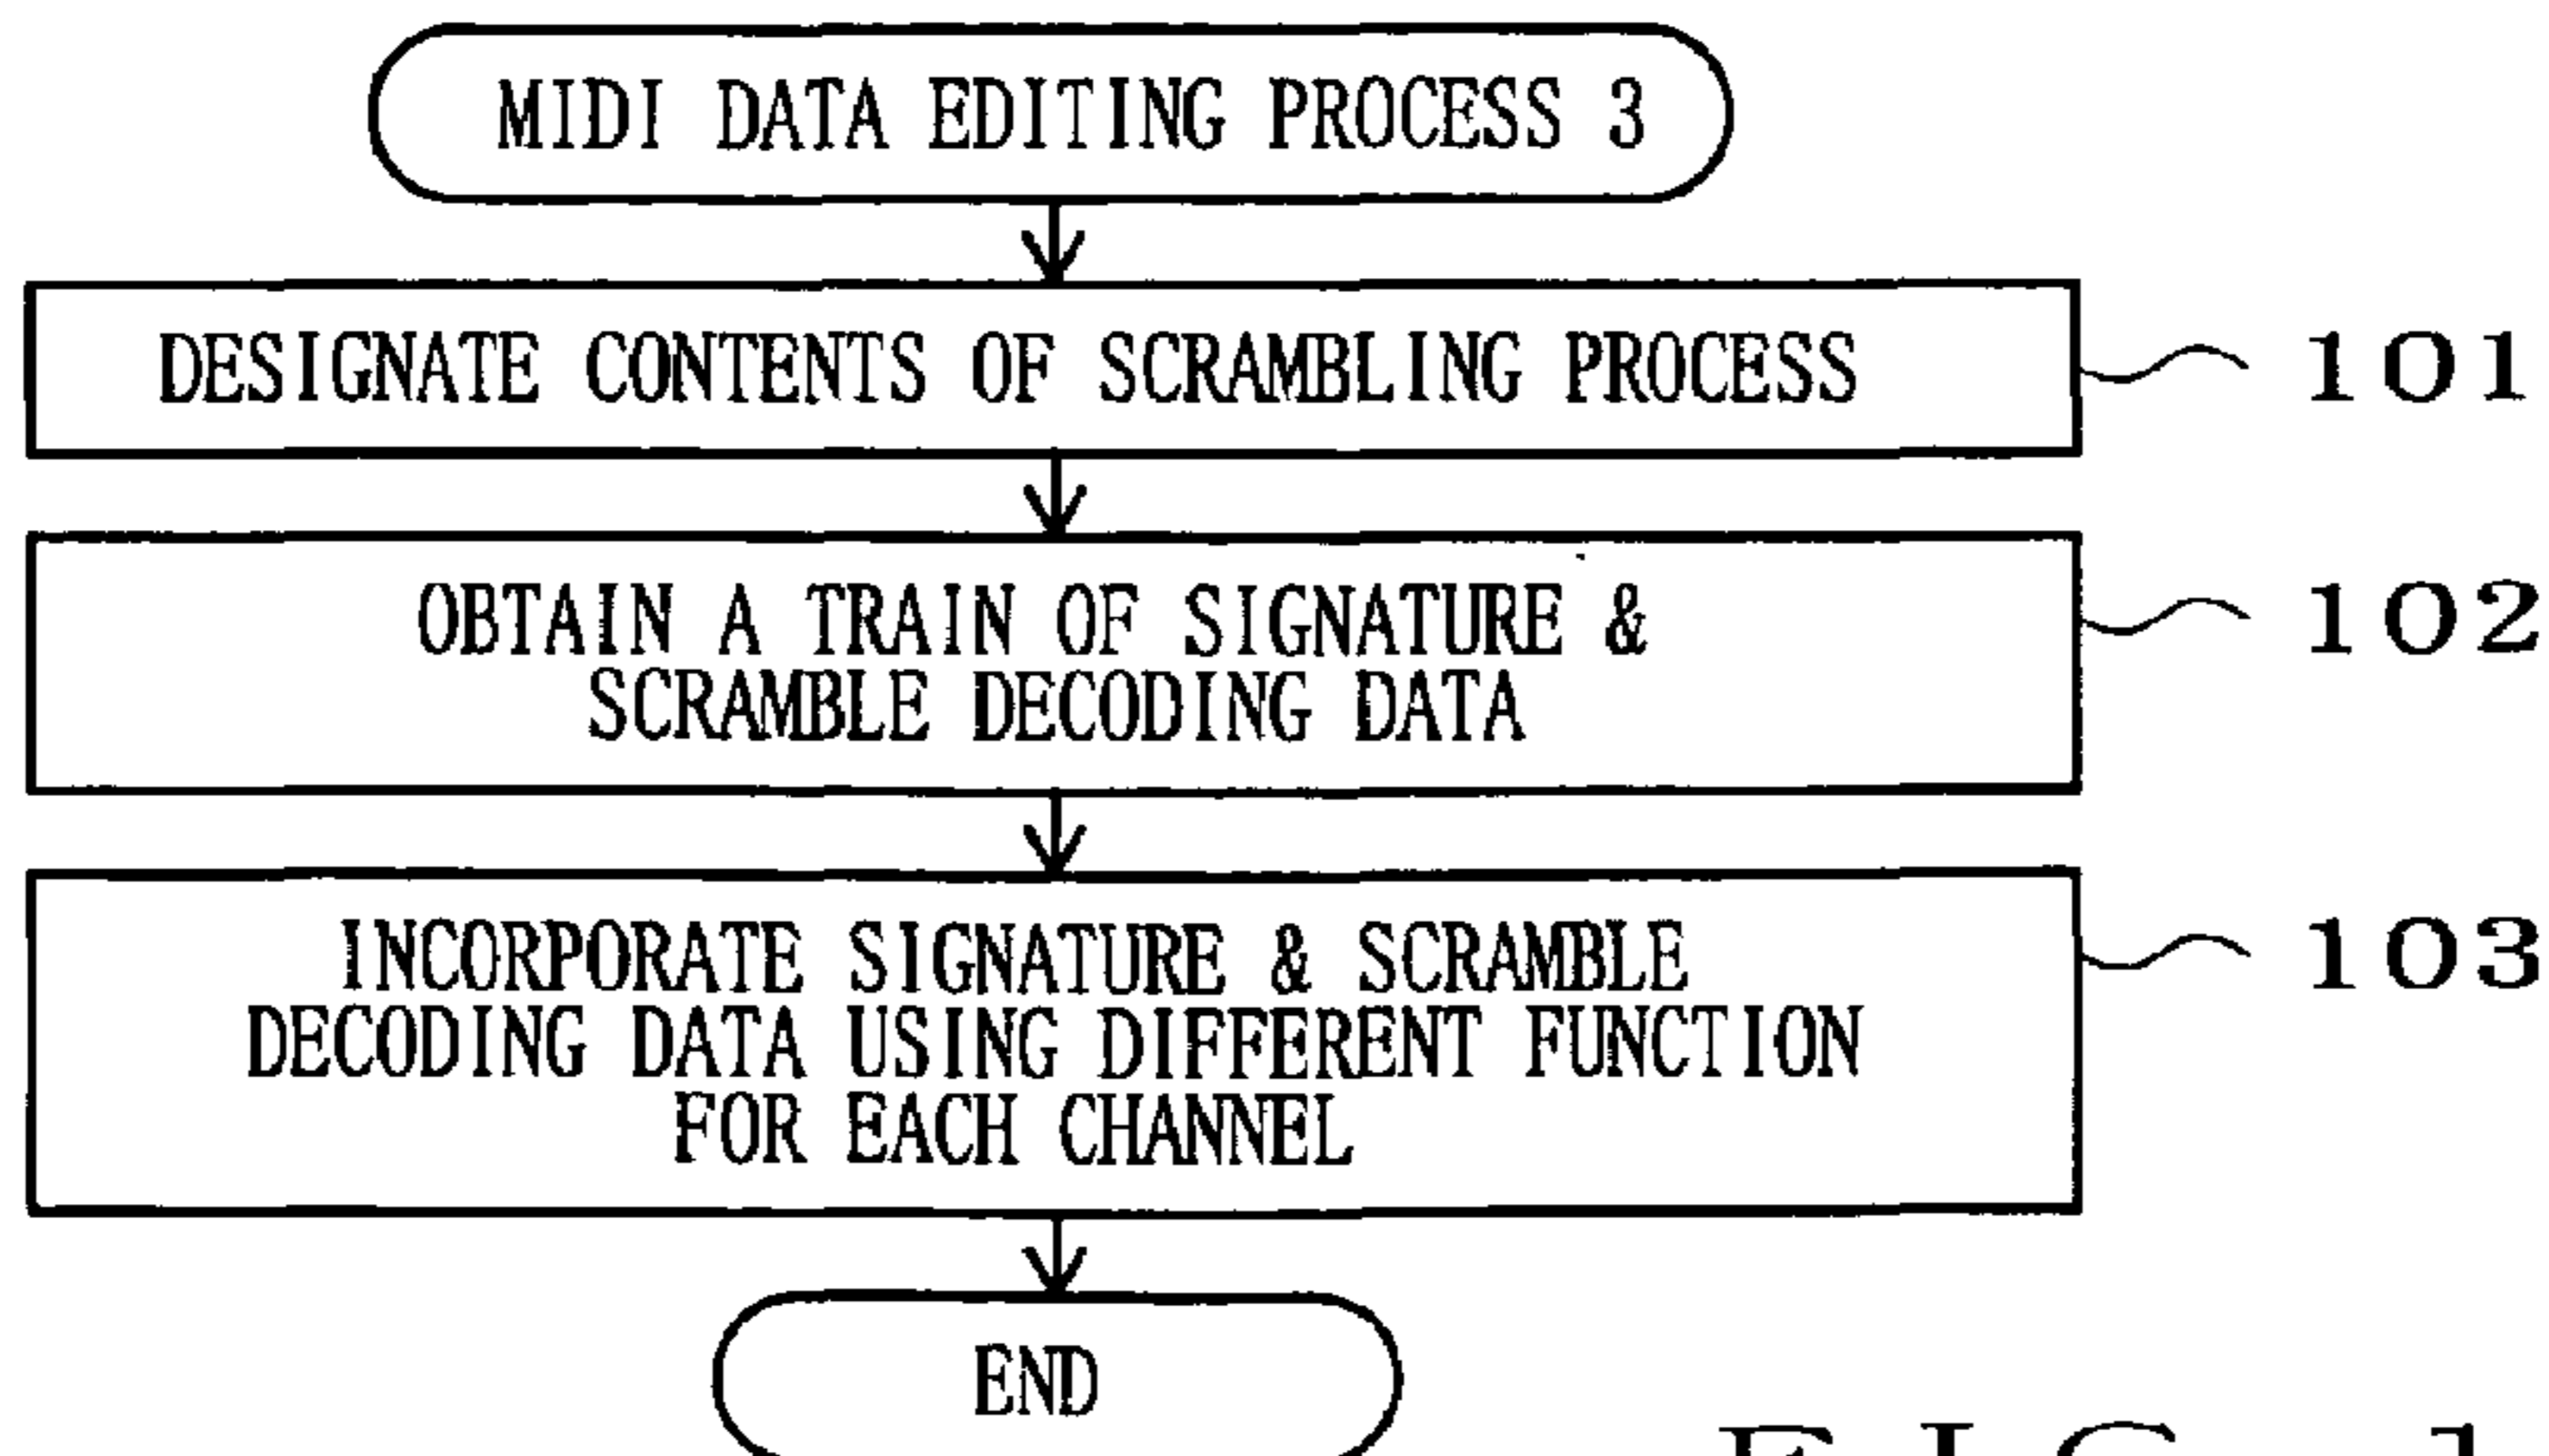 MIDI DATA EDITING PROCESS 3
DESIGNATE CONTENTS OF SCRAMBLING PROCESS
101
OBTAIN A TRAIN OF SIGNATURE &
SCRAMBLE DECODING DATA
102
INCORPORATE SIGNATURE & SCRAMBLE
DECODING DATA USING DIFFERENT FUNCTION
FOR EACH CHANNEL
103
END